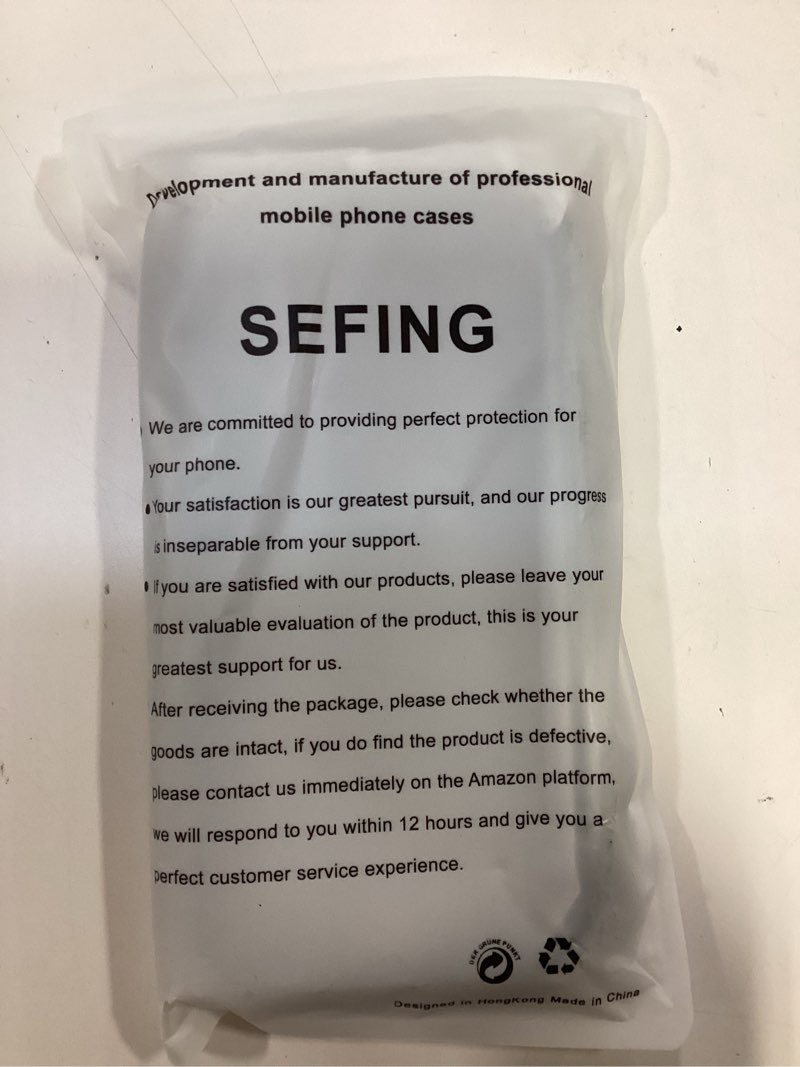 Development and manufacture of professional
mobile phone cases
SEFING
We are committed to providing perfect protection for
your phone.
• Your satisfaction is our greatest pursuit, and our progress
is inseparable from your support.
• If you are satisfied with our products, please leave your
most valuable evaluation of the product, this is your
greatest support for us.
After receiving the package, please check whether the
goods are intact, if you do find the product is defective,
please contact us immediately on the Amazon platform,
we will respond to you within 12 hours and give you a
perfect customer service experience.
DER GRÜNE PUNKT
Designed in HongKong Made in China